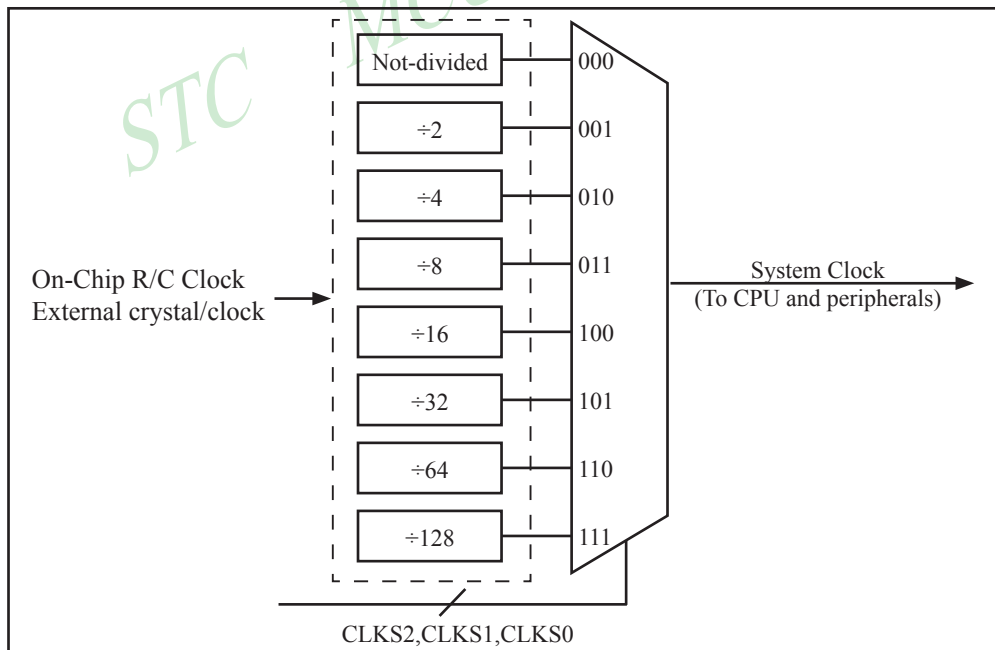 STC MCU
Not-divided 000
÷2 001
÷4 010
÷8 011
÷16 100
÷32 101
÷64 110
÷128 111
On-Chip R/C Clock
External crystal/clock
System Clock
(To CPU and peripherals)
CLKS2,CLKS1,CLKS0